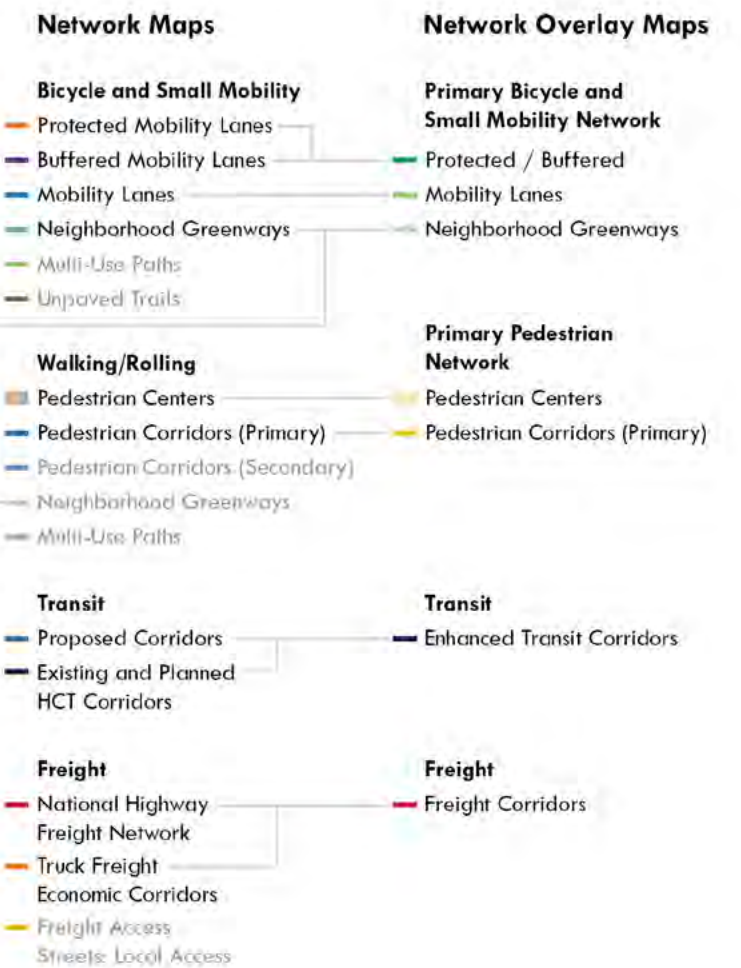 Network Maps
Bicycle and Small Mobility
Protected Mobility Lanes
Buffered Mobility Lanes
Mobility Lanes
Neighborhood Greenways
Multi-Use Paths
Unpaved Trails
Walking/Rolling
Pedestrian Centers
Pedestrian Corridors (Primary)
Pedestrian Corridors (Secondary)
Neighborhood Greenways
Multi-Use Paths
Transit
Proposed Corridors
Existing and Planned
HCT Corridors
Freight
National Highway
Freight Network
Truck Freight
Economic Corridors
Freight Access
Streets: Local Access
Network Overlay Maps
Primary Bicycle and
Small Mobility Network
Protected / Buffered
Mobility Lanes
Neighborhood Greenways
Primary Pedestrian
Network
Pedestrian Centers
Pedestrian Corridors (Primary)
Transit
Enhanced Transit Corridors
Freight
Freight Corridors